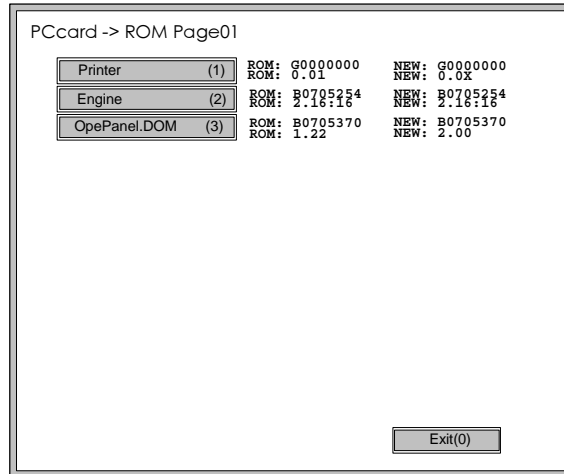 PCcard -> ROM Page01
Printer (1) ROM: G0000000 NEW: G0000000
ROM: 0.01 NEW: 0.0X
Engine (2) ROM: B0705254 NEW: B0705254
ROM: 2.16:16 NEW: 2.16:16
OpePanel.DOM (3) ROM: B0705370 NEW: B0705370
ROM: 1.22 NEW: 2.00
Exit(0)